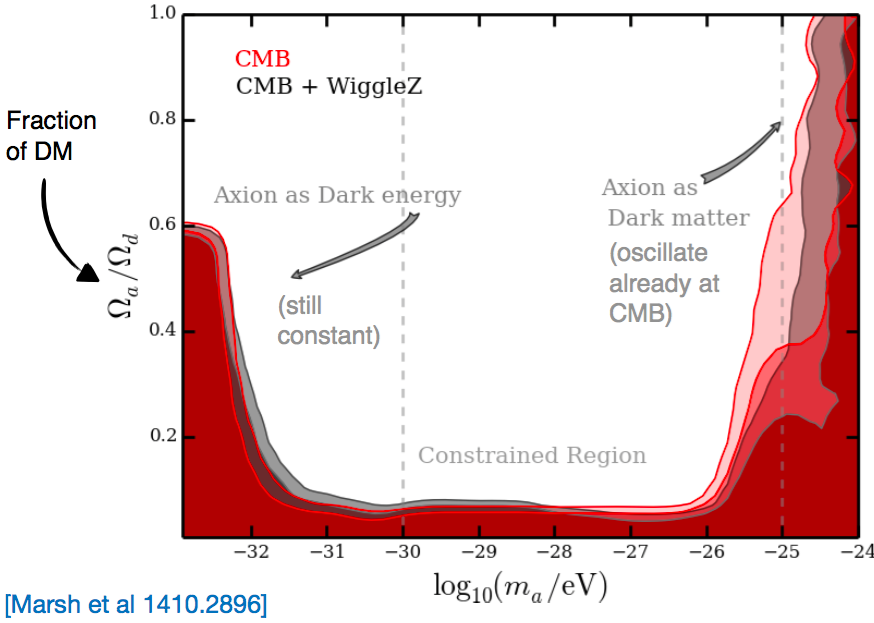 CMB
CMB + WiggleZ
Fraction
of DM
Axion as Dark energy
(still
constant)
Axion as
Dark matter
(oscillate
already at
CMB)
Constrained Region
Ωₐ/Ω_d
1.0
0.8
0.6
0.4
0.2
−32 −31 −30 −29 −28 −27 −26 −25 −24
log₁₀(mₐ/eV)
[Marsh et al 1410.2896]